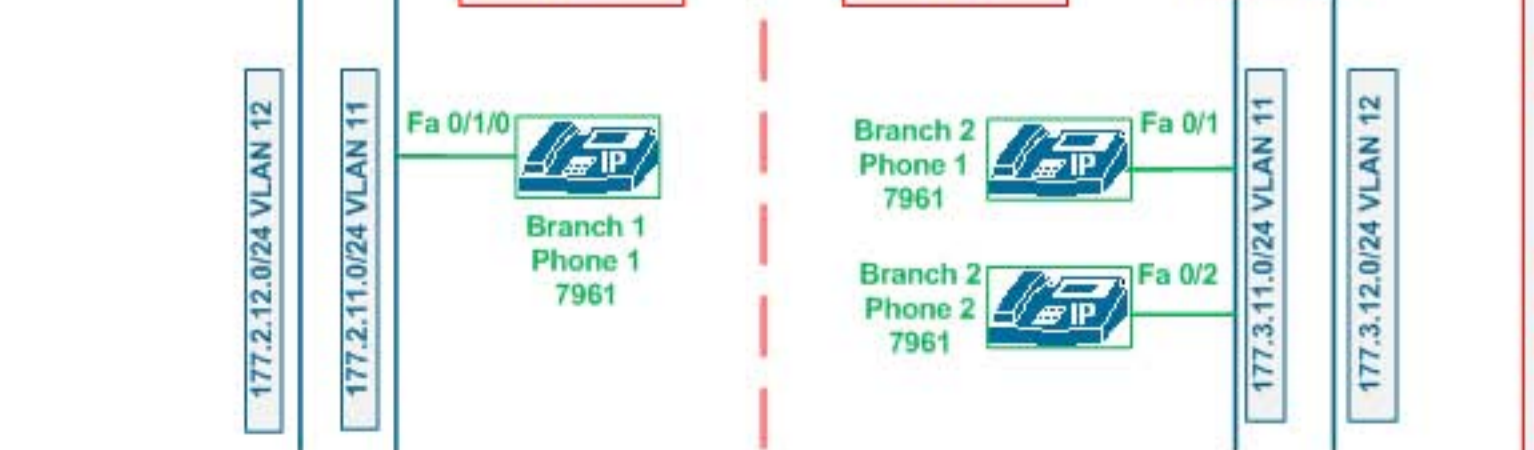 177.2.12.0/24 VLAN 12
177.2.11.0/24 VLAN 11
Fa 0/1/0
IP
Branch 1
Phone 1
7961
Branch 2
Phone 1
7961
IP
Fa 0/1
Branch 2
Phone 2
7961
IP
Fa 0/2
177.3.11.0/24 VLAN 11
177.3.12.0/24 VLAN 12